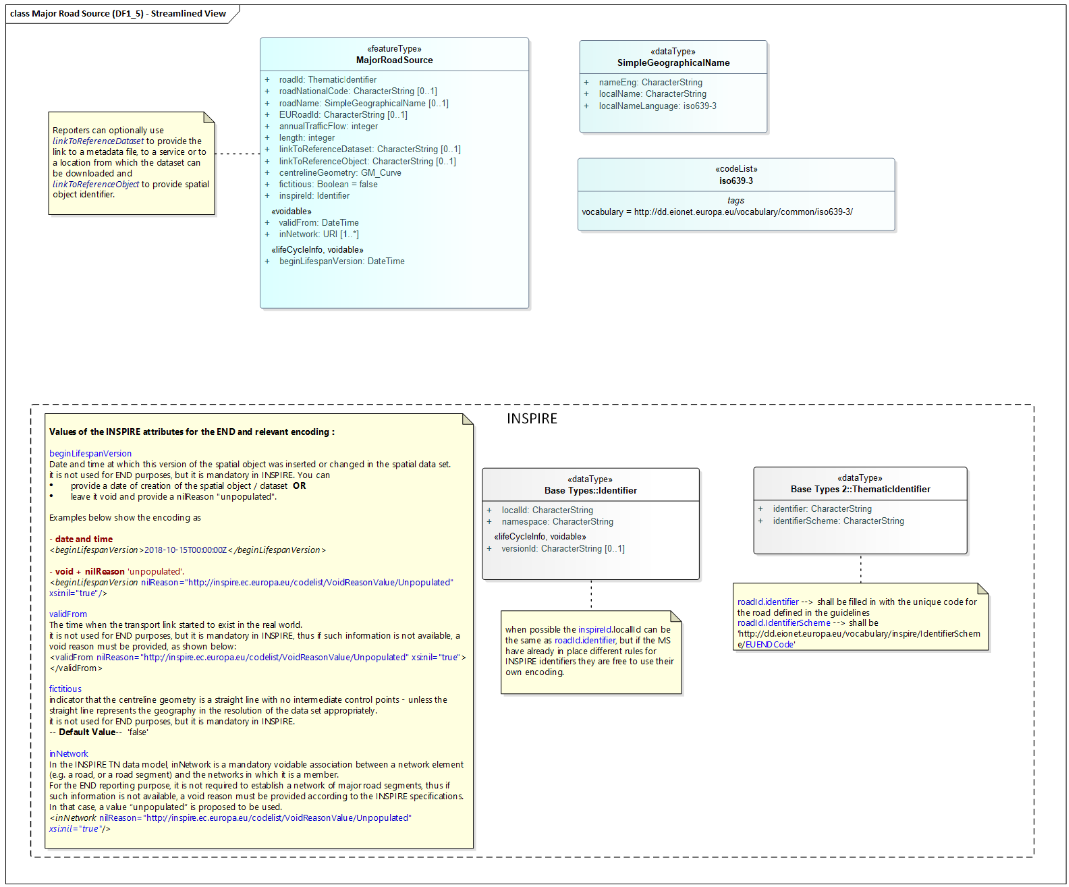 class Major Road Source (DF1_5) - Streamlined View
«featureType»
MajorRoadSource
+ roadId: ThematicIdentifier
+ roadNationalCode: CharacterString [0..1]
+ roadName: SimpleGeographicalName [0..1]
+ EURoadId: CharacterString [0..1]
+ annualTrafficFlow: integer
+ length: integer
+ linkToReferenceDataset: CharacterString [0..1]
+ linkToReferenceObject: CharacterString [0..1]
+ centrelineGeometry: GM_Curve
+ fictitious: Boolean = false
+ inspireId: Identifier
«voidable»
+ validFrom: DateTime
+ inNetwork: URI [1..*]
«lifeCycleInfo, voidable»
+ beginLifespanVersion: DateTime
«dataType»
SimpleGeographicalName
+ nameEng: CharacterString
+ localName: CharacterString
+ localNameLanguage: iso639-3
Reporters can optionally use
linkToReferenceDataset to provide the
link to a metadata file, to a service or to
a location from which the dataset can
be downloaded and
linkToReferenceObject to provide spatial
object identifier.
«codeList»
iso639-3
tags
vocabulary = http://dd.eionet.europa.eu/vocabulary/common/iso639-3/
INSPIRE
Values of the INSPIRE attributes for the END and relevant encoding :
beginLifespanVersion
Date and time at which this version of the spatial object was inserted or changed in the spatial data set.
it is not used for END purposes, but it is mandatory in INSPIRE. You can
• provide a date of creation of the spatial object / dataset OR
• leave it void and provide a nilReason "unpopulated".
Examples below show the encoding as
- date and time
<beginLifespanVersion>2018-10-15T00:00:00Z</beginLifespanVersion>
- void + nilReason 'unpopulated'.
<beginLifespanVersion nilReason="http://inspire.ec.europa.eu/codelist/VoidReasonValue/Unpopulated"
xsi:nil="true"/>
validFrom
The time when the transport link started to exist in the real world.
it is not used for END purposes, but it is mandatory in INSPIRE, thus if such information is not available, a
void reason must be provided, as shown below:
<validFrom nilReason="http://inspire.ec.europa.eu/codelist/VoidReasonValue/Unpopulated" xsi:nil="true">
</validFrom>
fictitious
indicator that the centreline geometry is a straight line with no intermediate control points - unless the
straight line represents the geography in the resolution of the data set appropriately.
it is not used for END purposes, but it is mandatory in INSPIRE.
-- Default Value-- 'false'
inNetwork
In the INSPIRE TN data model, inNetwork is a mandatory voidable association between a network element
(e.g. a road, or a road segment) and the networks in which it is a member.
For the END reporting purpose, it is not required to establish a network of major road segments, thus if
such information is not available, a void reason must be provided according to the INSPIRE specifications.
In that case, a value "unpopulated" is proposed to be used.
<inNetwork nilReason="http://inspire.ec.europa.eu/codelist/VoidReasonValue/Unpopulated"
xsi:nil="true"/>
«dataType»
Base Types::Identifier
+ localId: CharacterString
+ namespace: CharacterString
«lifeCycleInfo, voidable»
+ versionId: CharacterString [0..1]
«dataType»
Base Types 2::ThematicIdentifier
+ identifier: CharacterString
+ identifierScheme: CharacterString
when possible the inspireId.localId can be
the same as roadId.identifier, but if the MS
have already in place different rules for
INSPIRE identifiers they are free to use their
own encoding.
roadId.identifier --> shall be filled in with the unique code for
the road defined in the guidelines
roadId.IdentifierScheme --> shall be
'http://dd.eionet.europa.eu/vocabulary/inspire/IdentifierSchem
e/EUENDCode'